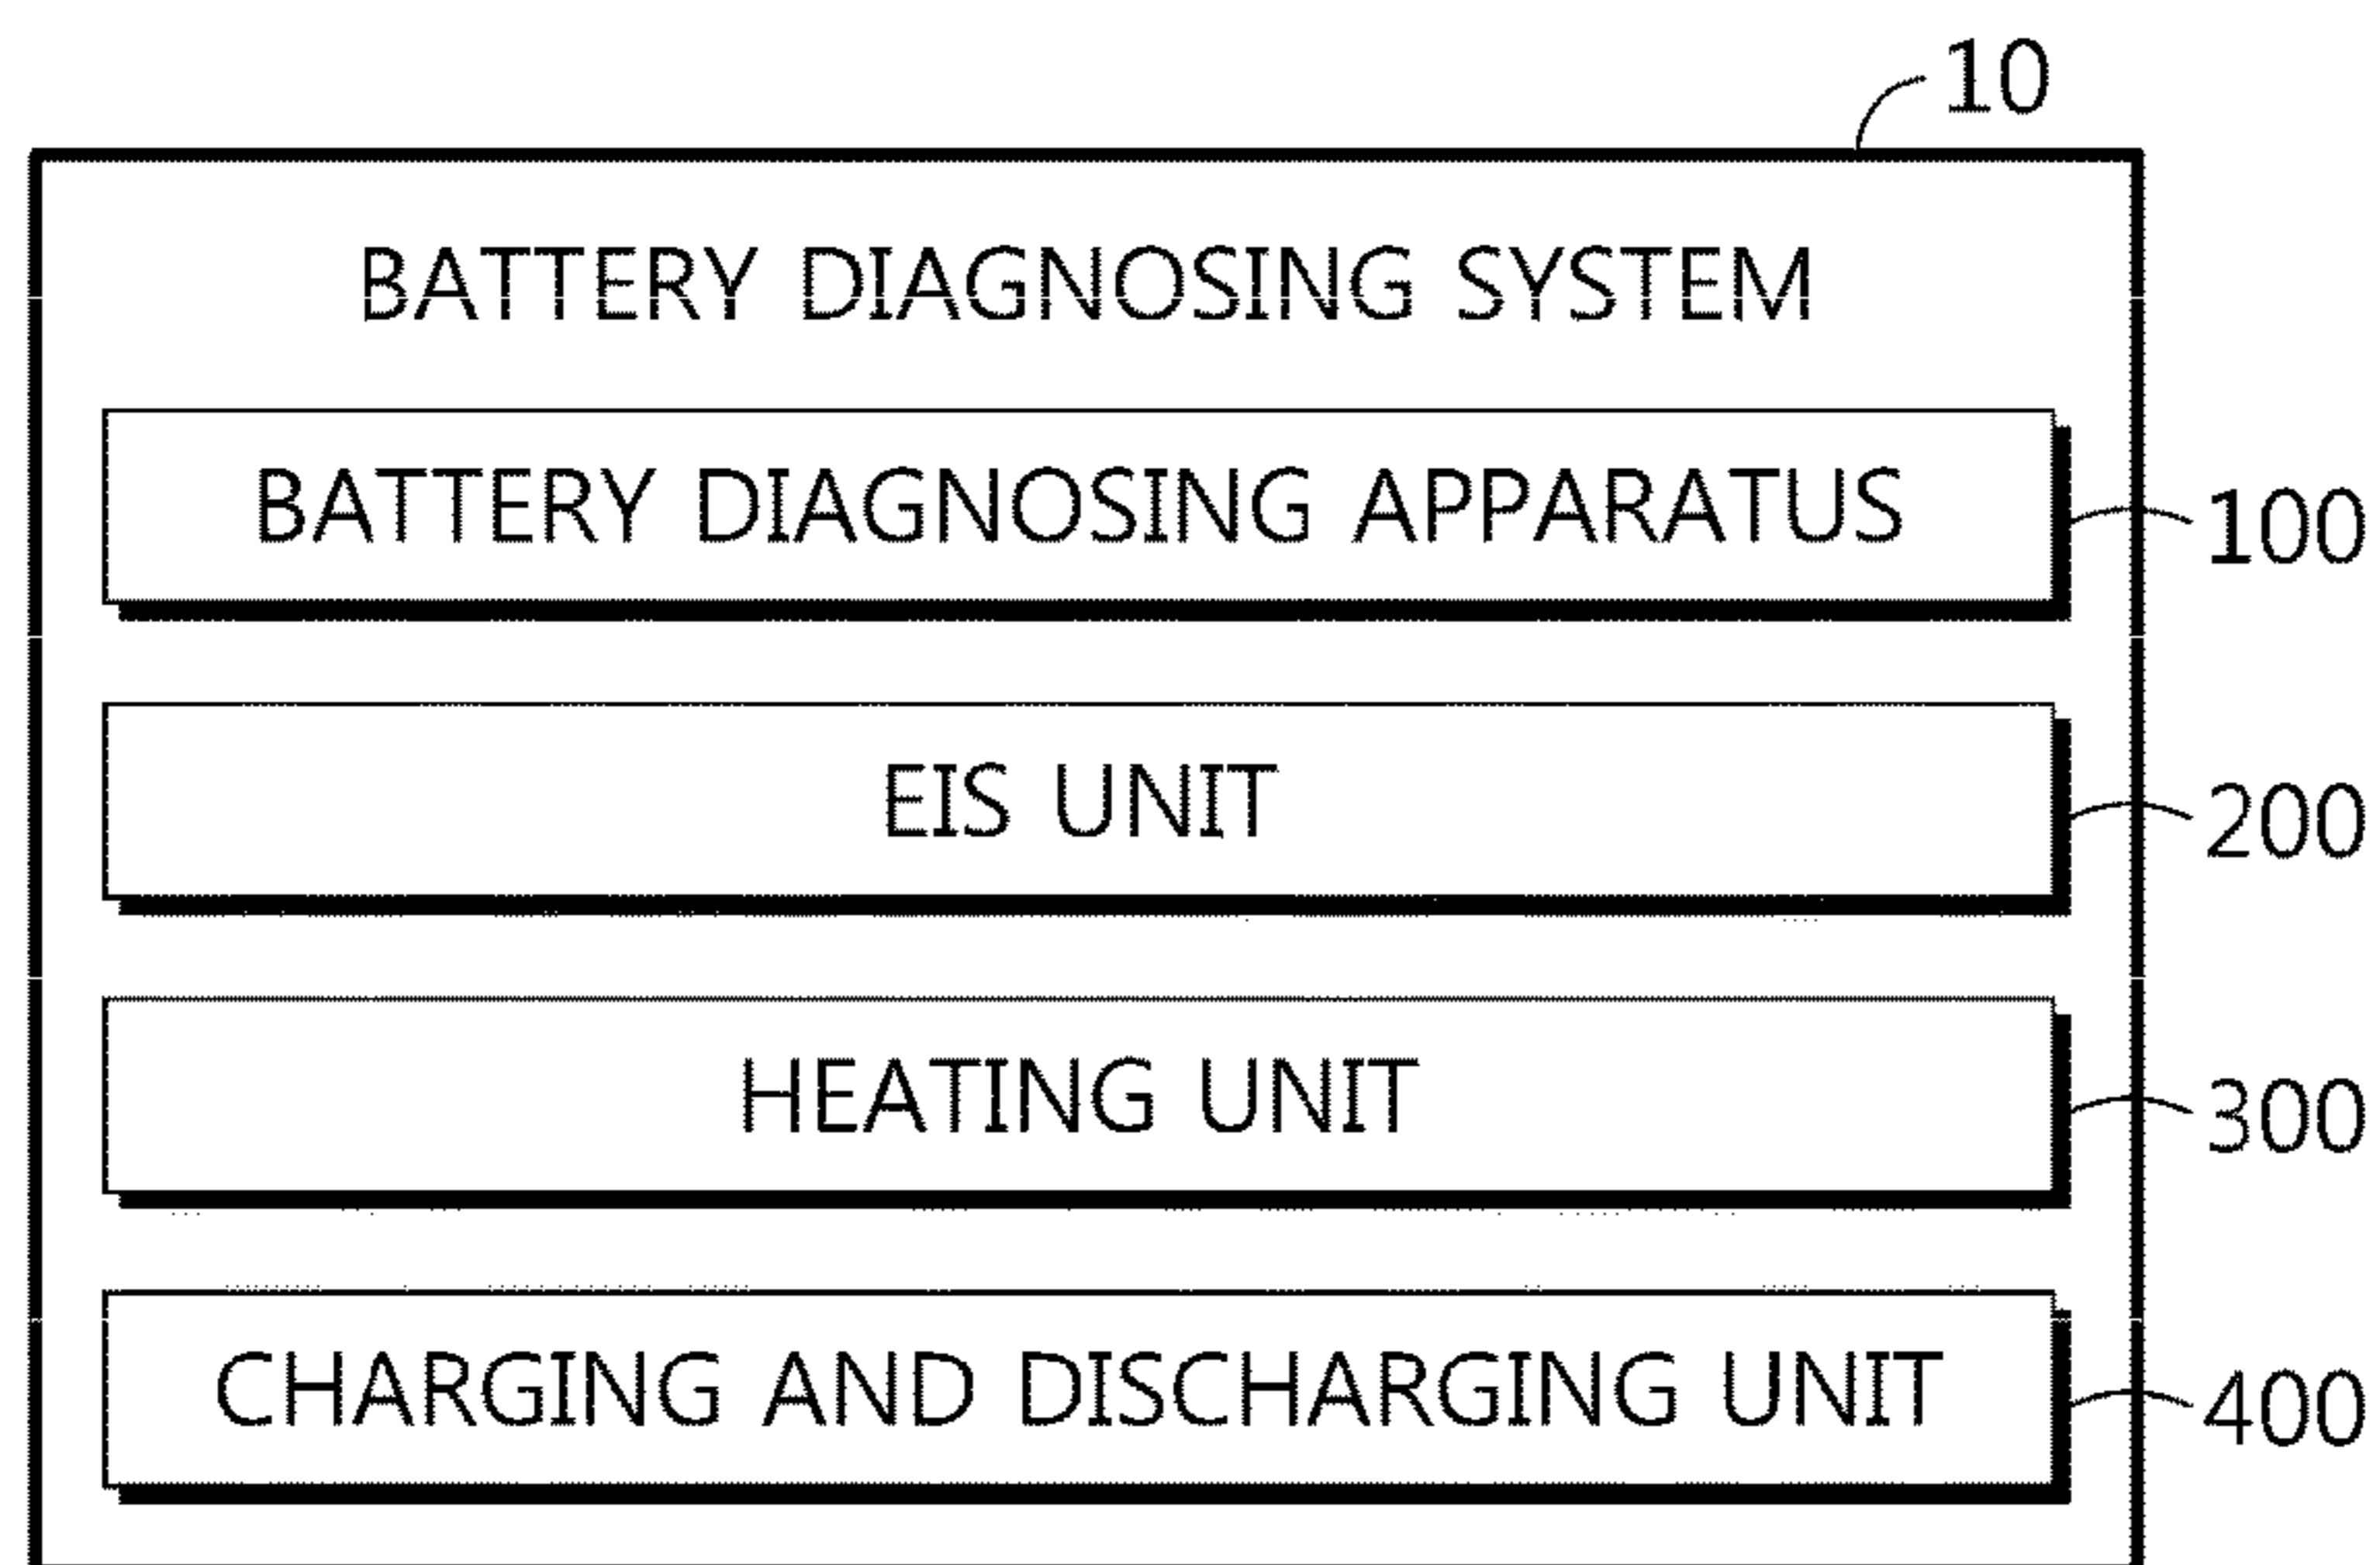 10
BATTERY DIAGNOSING SYSTEM
BATTERY DIAGNOSING APPARATUS
100
EIS UNIT
200
HEATING UNIT
300
CHARGING AND DISCHARGING UNIT
400